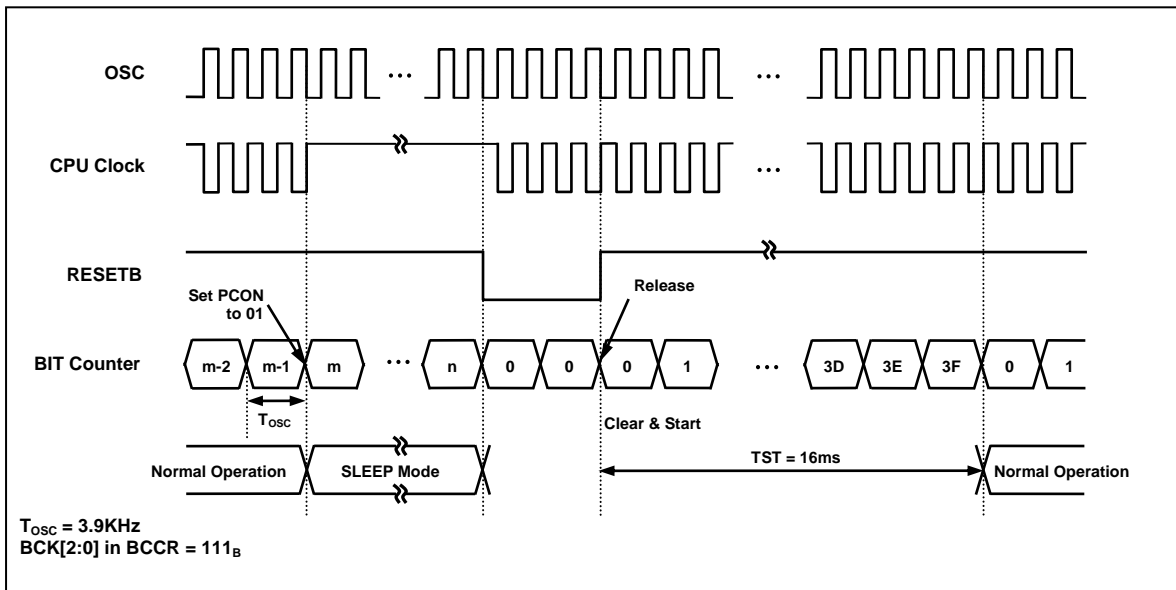 OSC
...
...
CPU Clock
...
RESETB
Set PCON
to 01
Release
BIT Counter
m-2 m-1 m ... n 0 0 0 1 ... 3D 3E 3F 0 1
TOSC
Clear & Start
Normal Operation SLEEP Mode TST = 16ms Normal Operation
TOSC = 3.9KHz
BCK[2:0] in BCCR = 111B